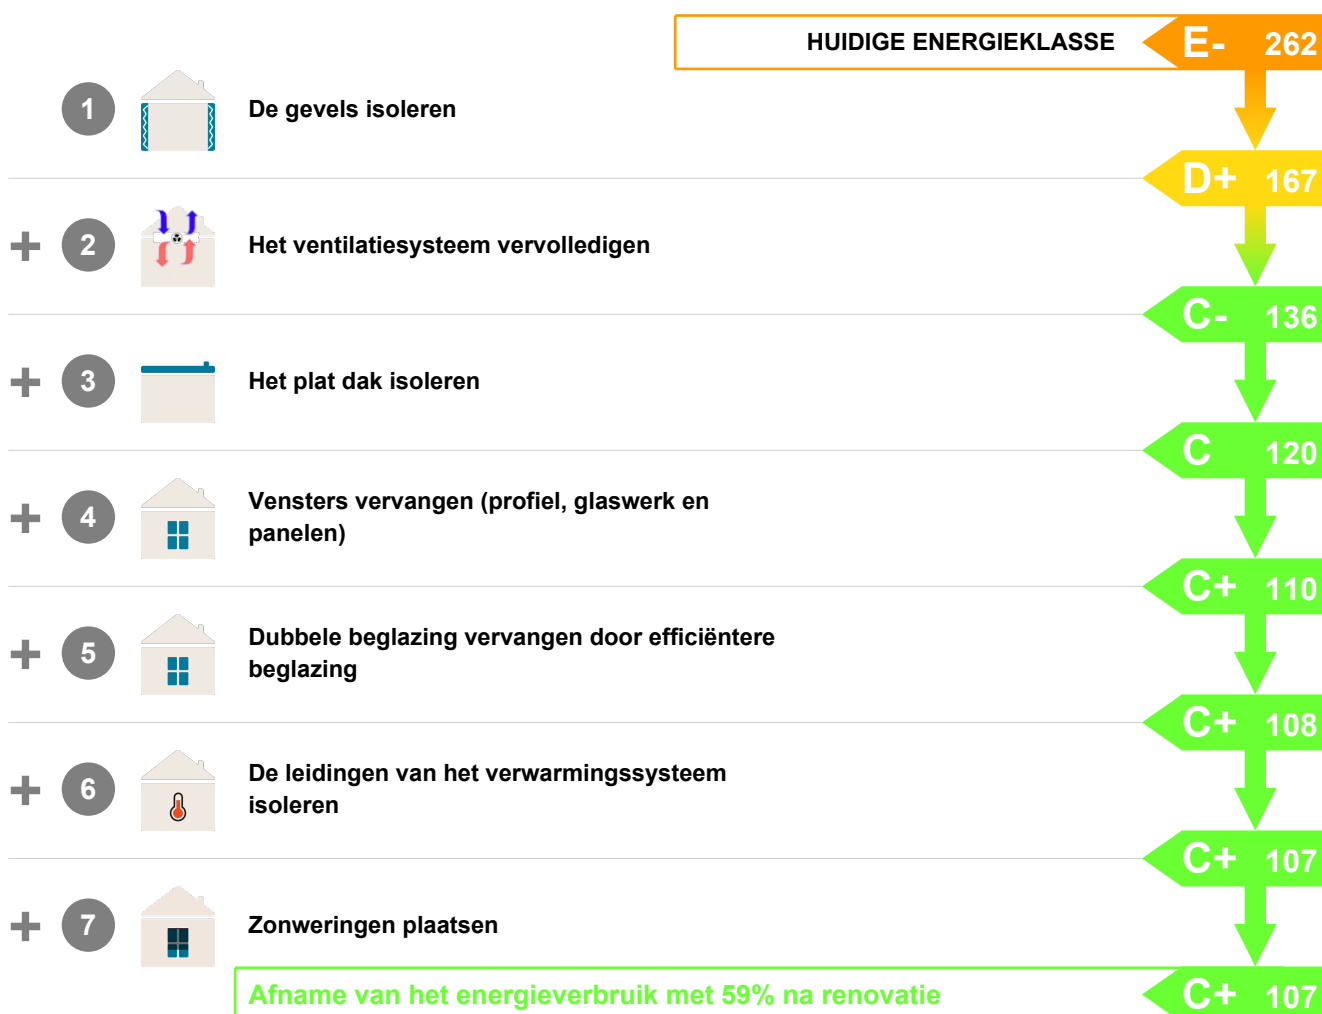 HUIDIGE ENERGIEKLASSE E- 262
1 De gevels isoleren
D+ 167
+ 2 Het ventilatiesysteem vervolledigen
C- 136
+ 3 Het plat dak isoleren
C 120
+ 4 Vensters vervangen (profiel, glaswerk en
panelen)
C+ 110
+ 5 Dubbele beglazing vervangen door efficiëntere
beglazing
C+ 108
+ 6 De leidingen van het verwarmingssysteem
isoleren
C+ 107
+ 7 Zonweringen plaatsen
Afname van het energieverbruik met 59% na renovatie C+ 107